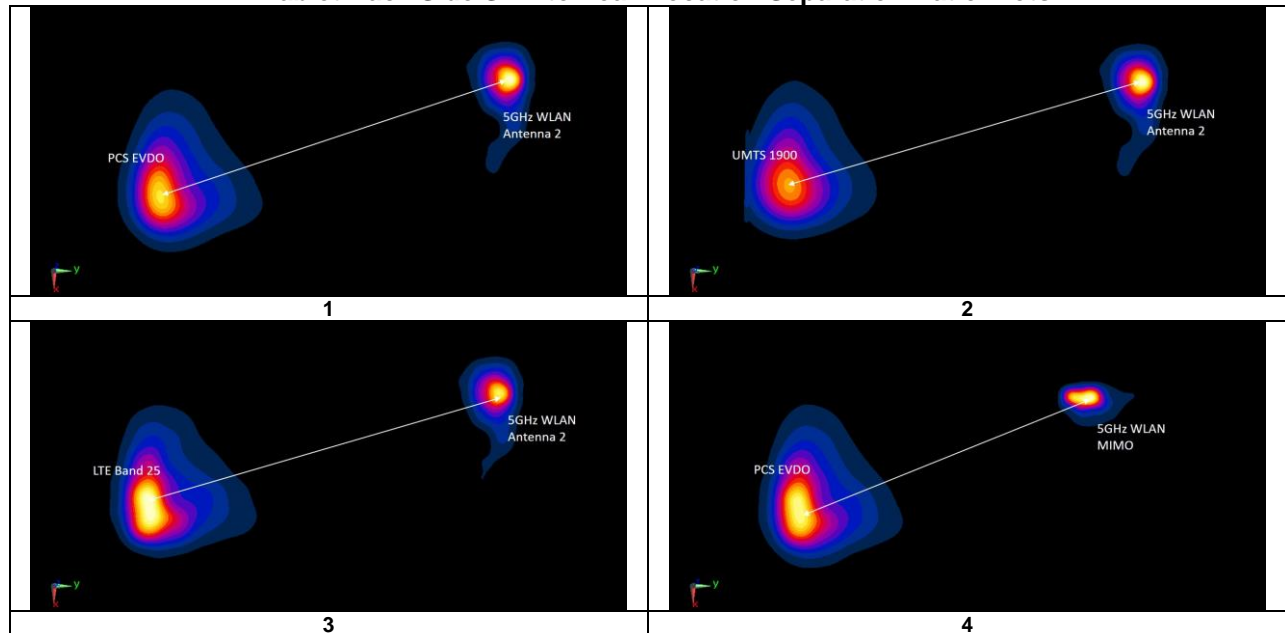 PCS EVDO
5GHz WLAN
Antenna 2
x
y
UMTS 1900
5GHz WLAN
Antenna 2
x
y
1
2
LTE Band 25
5GHz WLAN
Antenna 2
x
y
PCS EVDO
5GHz WLAN
MIMO
x
y
3
4